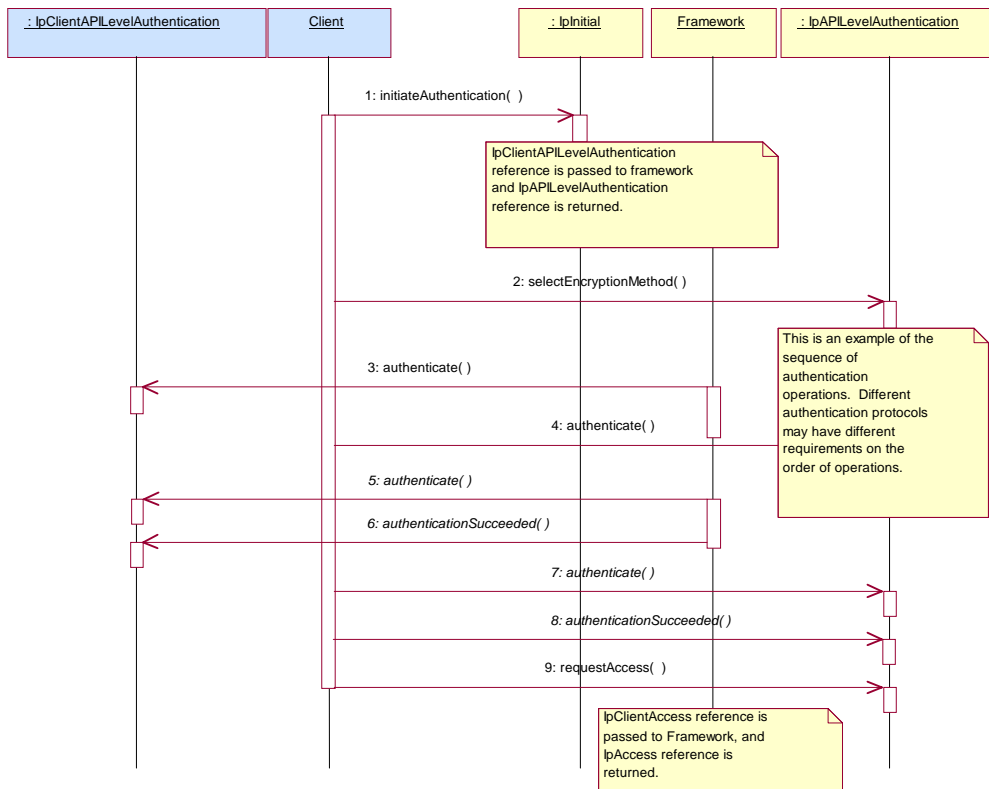 : IpClientAPILevelAuthentication
Client
: IpInitial
Framework
: IpAPILevelAuthentication
1: initiateAuthentication( )
IpClientAPILevelAuthentication
reference is passed to framework
and IpAPILevelAuthentication
reference is returned.
2: selectEncryptionMethod( )
This is an example of the
sequence of
authentication
operations. Different
authentication protocols
may have different
requirements on the
order of operations.
3: authenticate( )
4: authenticate( )
5: authenticate( )
6: authenticationSucceeded( )
7: authenticate( )
8: authenticationSucceeded( )
9: requestAccess( )
IpClientAccess reference is
passed to Framework, and
IpAccess reference is
returned.